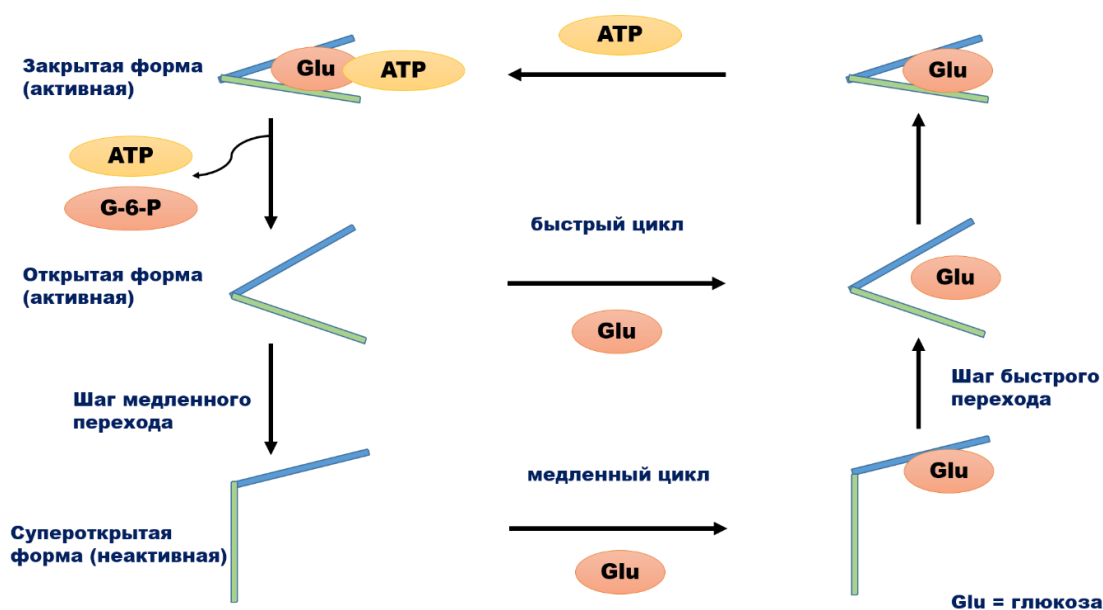 ATP
Закрытая форма
(активная)
Glu
ATP
Glu
ATP
G-6-P
быстрый цикл
Открытая форма
(активная)
Glu
Glu
Шаг медленного
перехода
Шаг быстрого
перехода
медленный цикл
Glu
Супероткрытая
форма (неактивная)
Glu
Glu = глюкоза